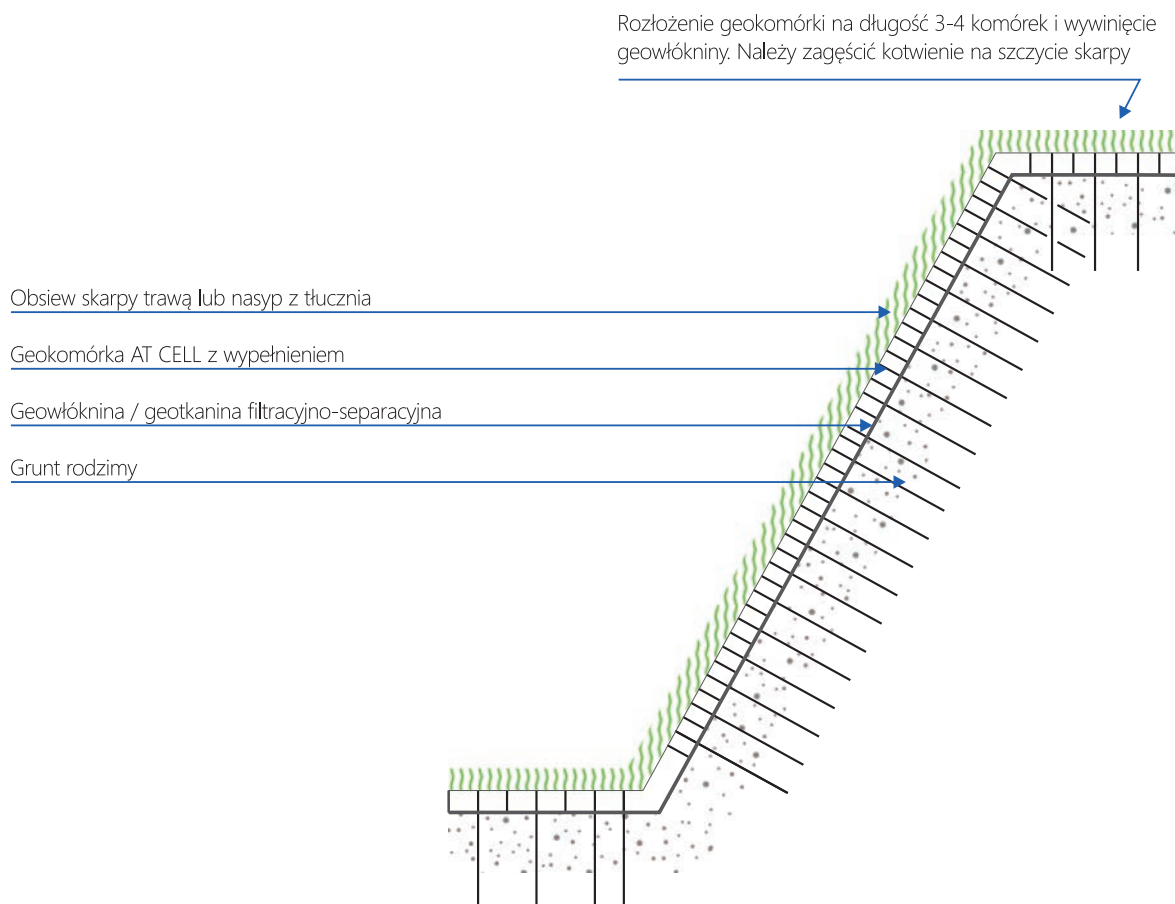 Rozłożenie geokomórki na długość 3-4 komórek i wywinięcie
geowłókniny. Należy zagęścić kotwienie na szczycie skarpy
Obsiew skarpy trawą lub nasyp z tłucznia
Geokomórka AT CELL z wypełnieniem
Geowłóknina / geotkanina filtracyjno-separacyjna
Grunt rodzimy